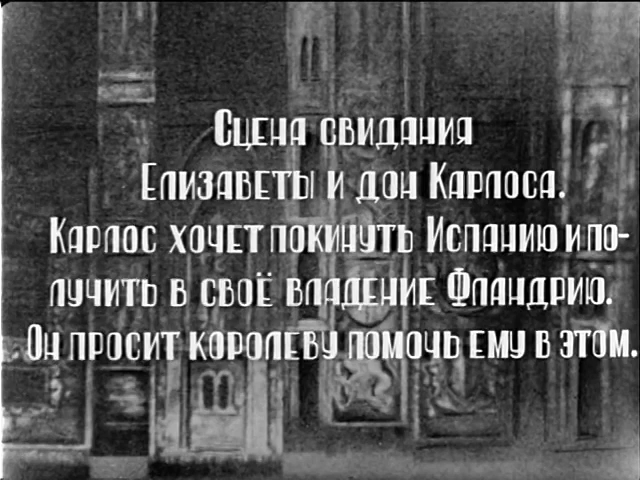 Сцена свидания
Елизаветы и дон Карлоса.
Карлос хочет покинуть Испанию и по-
лучить в своё владение Фландрию.
Он просит королеву помочь ему в этом.